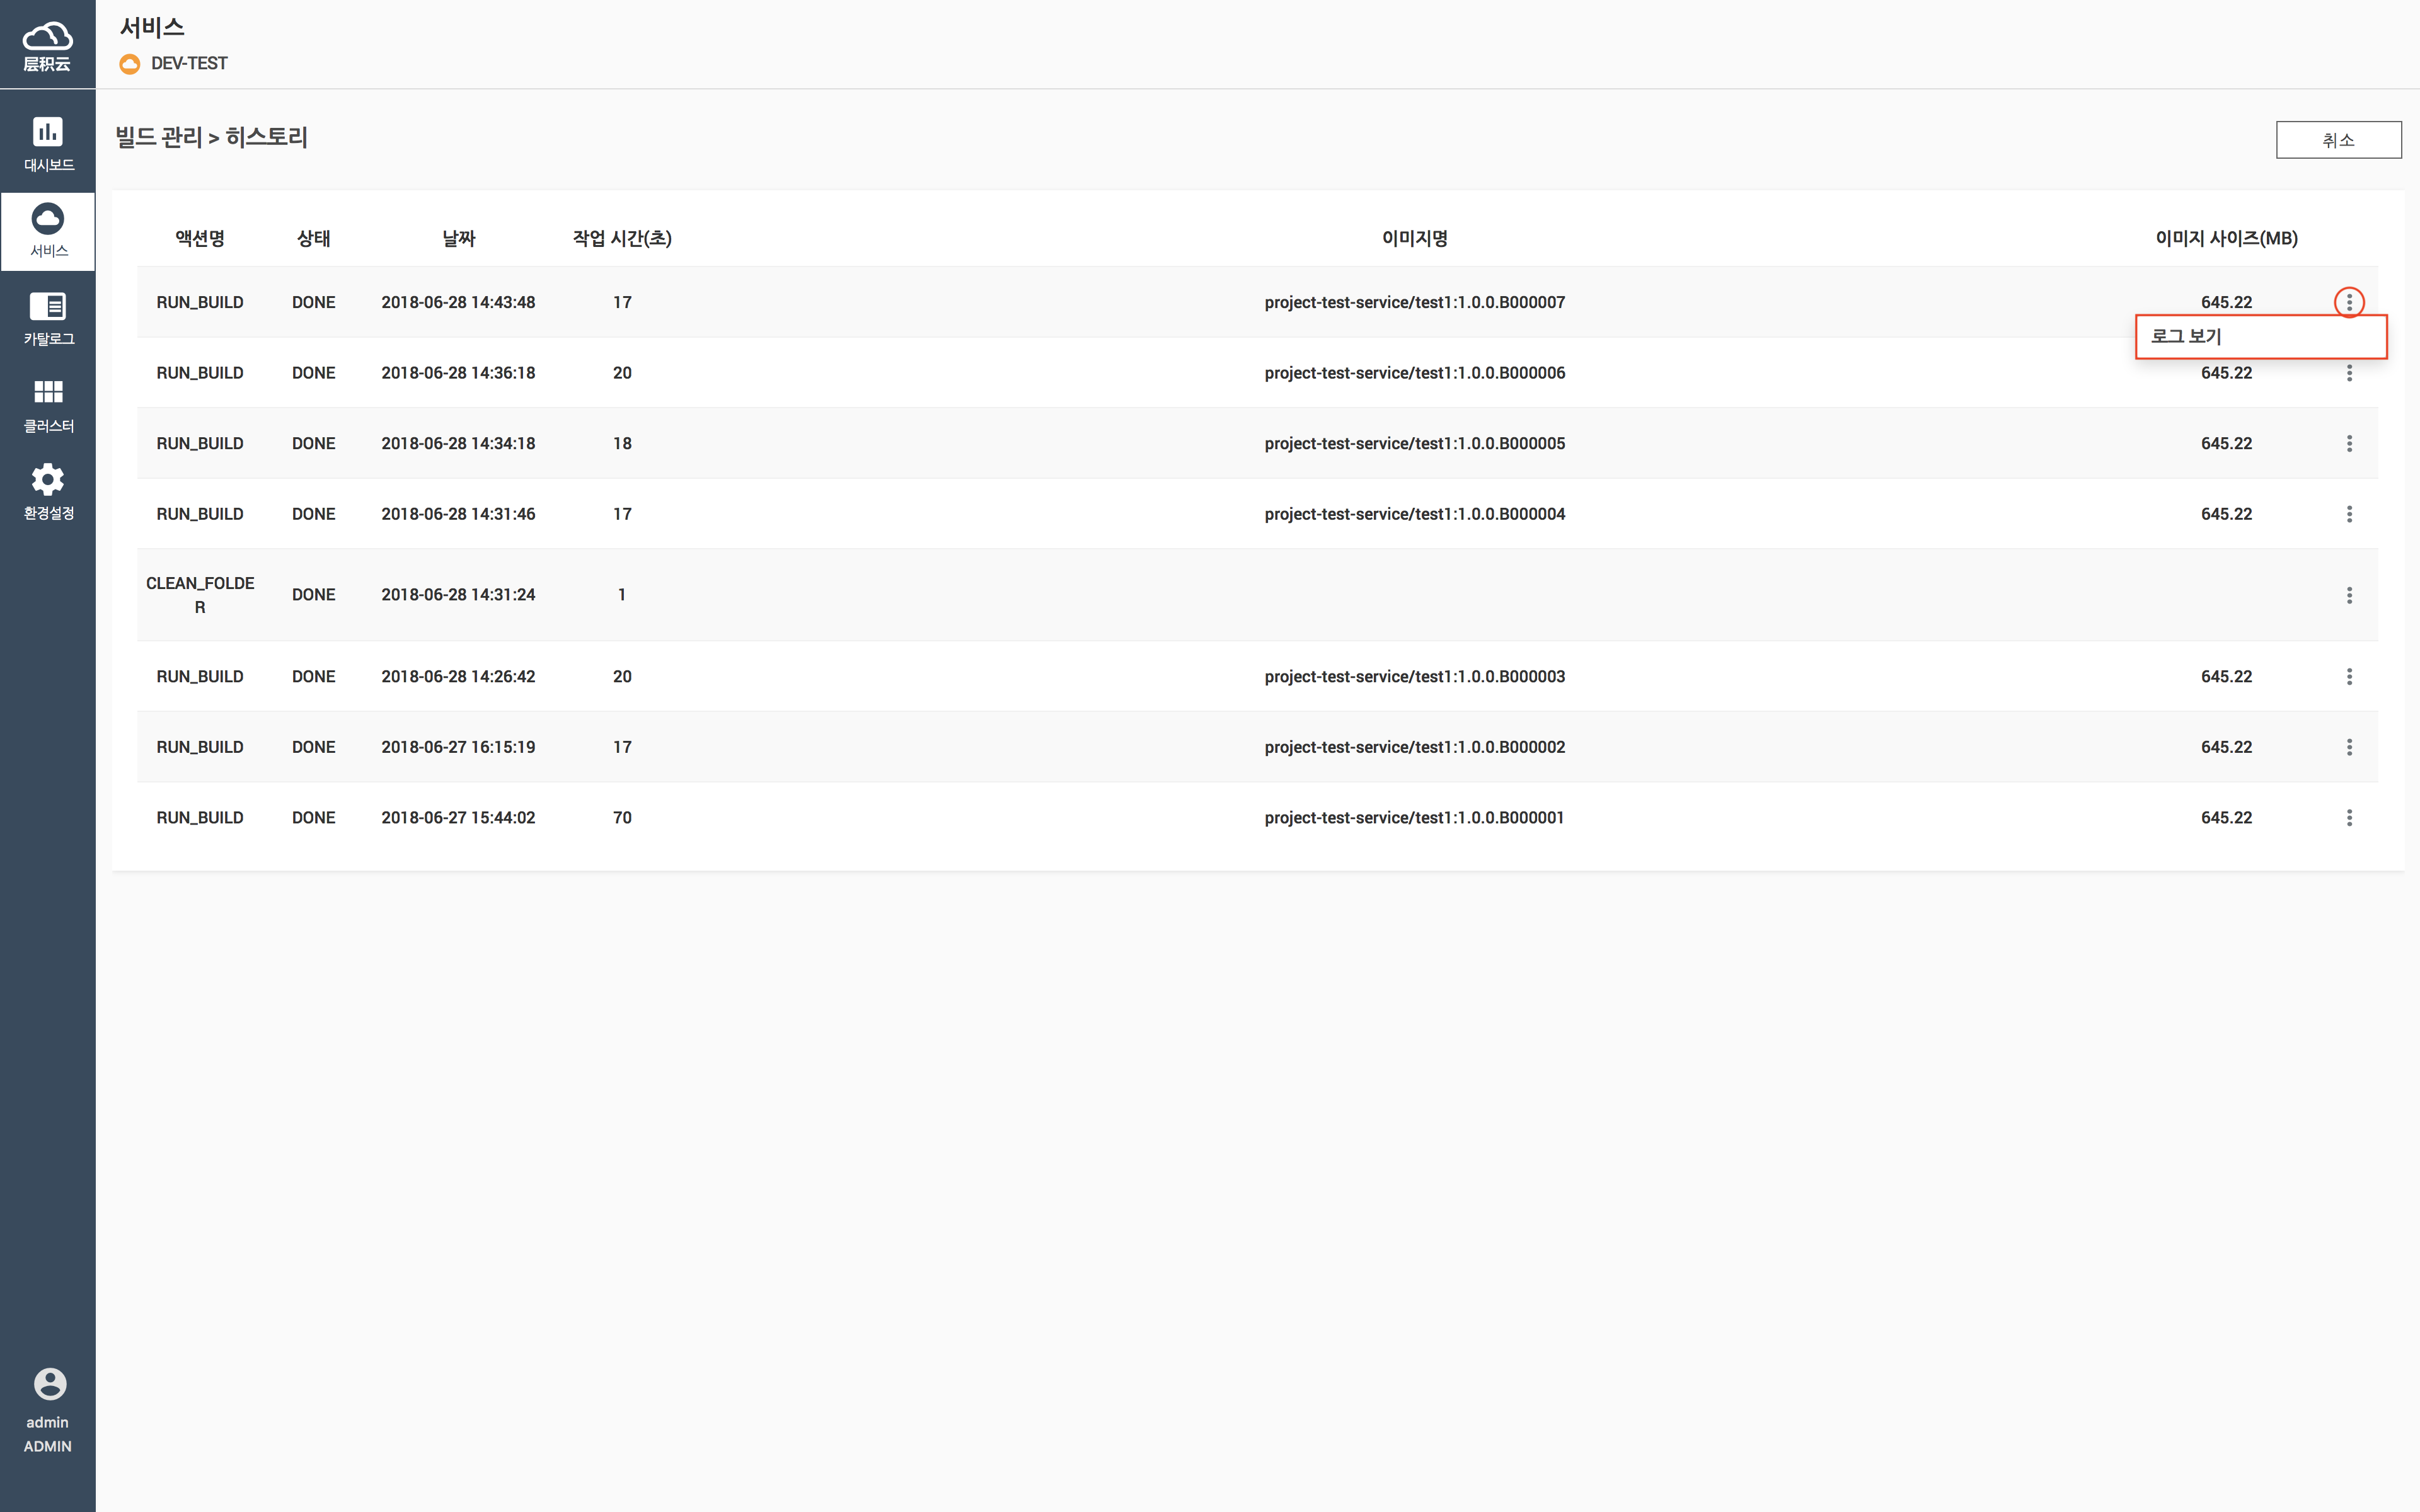 层积云
대시보드
서비스
카탈로그
클러스터
환경설정
admin
ADMIN
서비스
DEV-TEST
빌드 관리 > 히스토리
취소
액션명 상태 날짜 작업 시간(초) 이미지명 이미지 사이즈(MB)
RUN_BUILD DONE 2018-06-28 14:43:48 17 project-test-service/test1:1.0.0.B000007 645.22
로그 보기
RUN_BUILD DONE 2018-06-28 14:36:18 20 project-test-service/test1:1.0.0.B000006 645.22
RUN_BUILD DONE 2018-06-28 14:34:18 18 project-test-service/test1:1.0.0.B000005 645.22
RUN_BUILD DONE 2018-06-28 14:31:46 17 project-test-service/test1:1.0.0.B000004 645.22
CLEAN_FOLDE
R DONE 2018-06-28 14:31:24 1
RUN_BUILD DONE 2018-06-28 14:26:42 20 project-test-service/test1:1.0.0.B000003 645.22
RUN_BUILD DONE 2018-06-27 16:15:19 17 project-test-service/test1:1.0.0.B000002 645.22
RUN_BUILD DONE 2018-06-27 15:44:02 70 project-test-service/test1:1.0.0.B000001 645.22